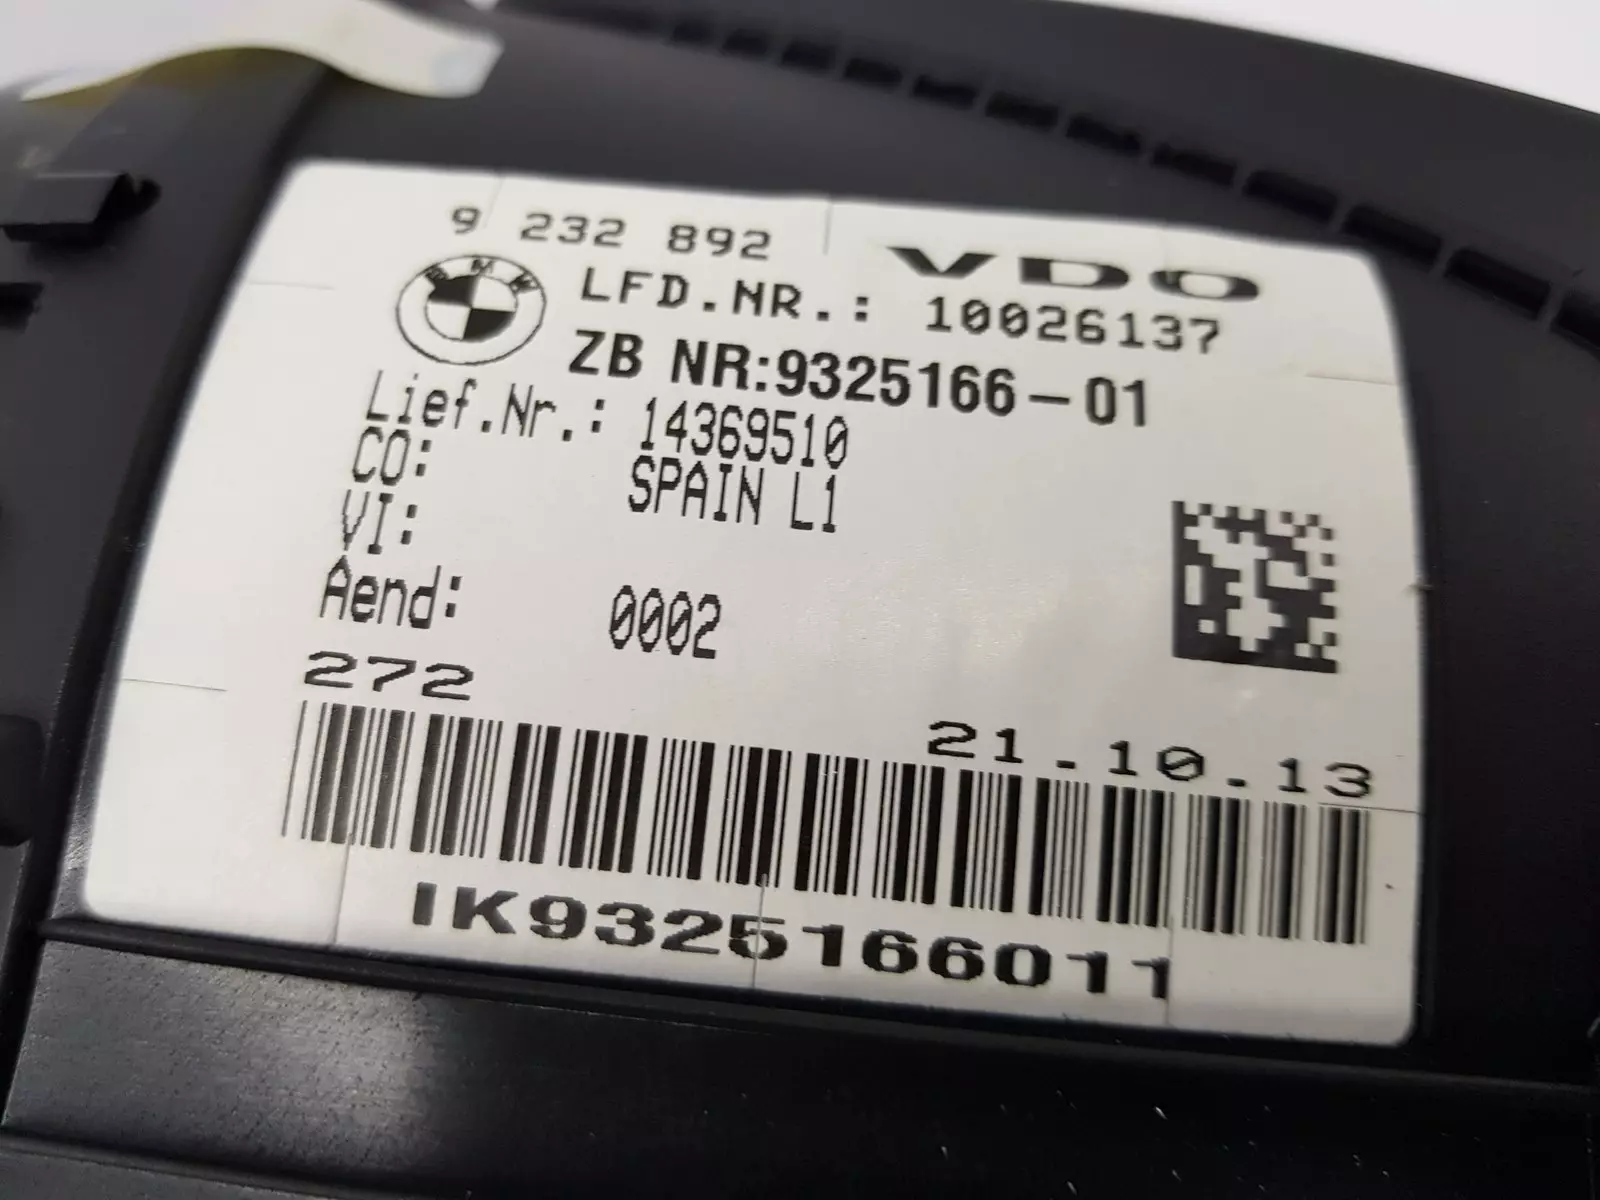 9 232 892
VDO
BMW
LFD.NR.: 10026137
ZB NR:9325166-01
Lief.Nr.: 14369510
CO: SPAIN L1
VI:
Aend: 0002
272
21.10.13
IK9325166011